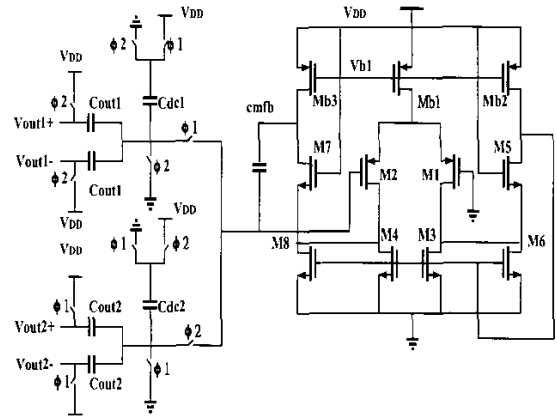 VDD
ϕ2
ϕ1
VDD
ϕ2
Cout1
Cdc1
Vout1+
ϕ1
Vout1-
Cout1
ϕ2
ϕ2
VDD
VDD
VDD
ϕ1
ϕ2
ϕ1
Cout2
Cdc2
Vout2+
ϕ2
Vout2-
Cout2
ϕ1
ϕ1
VDD
Vb1
Mb3
Mb1
Mb2
cmfb
M7
M2
M1
M5
M8
M4
M3
M6